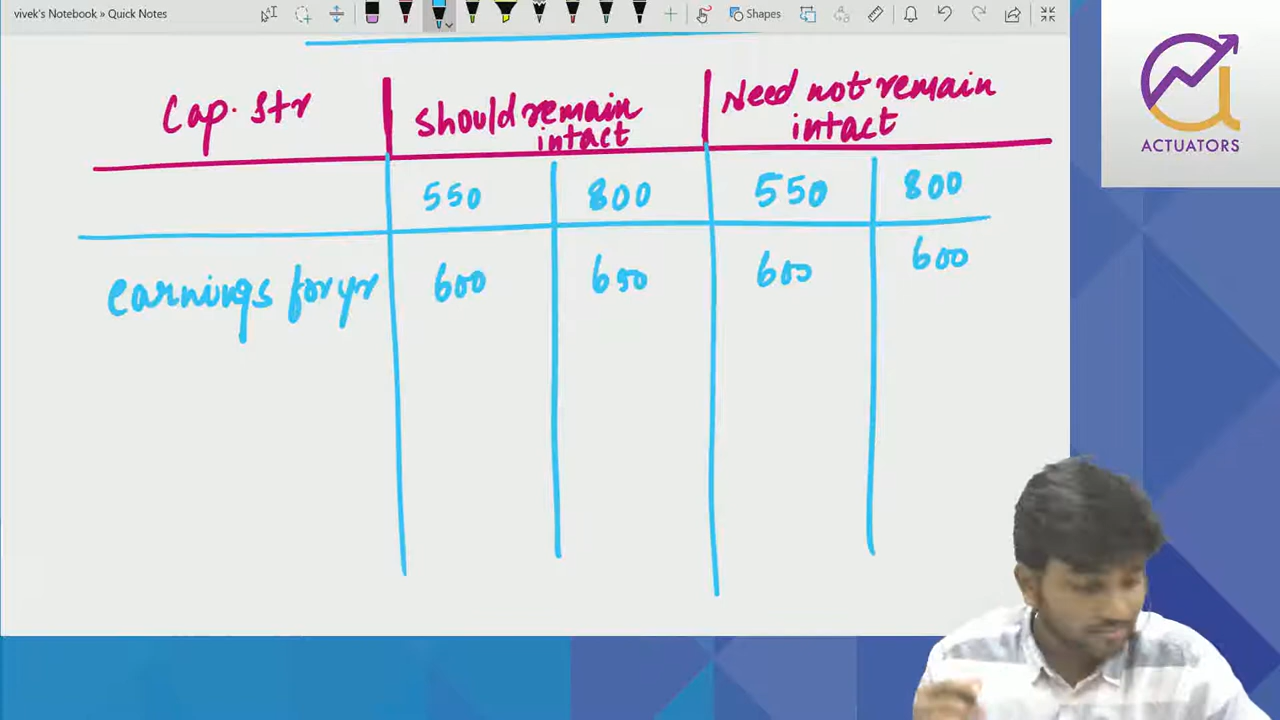 vivek's Notebook » Quick Notes
Shapes
ACTUATORS
Cap. Str
Should remain intact
Need not remain intact
550 800 550 800
earnings for yr 600 600 600 600